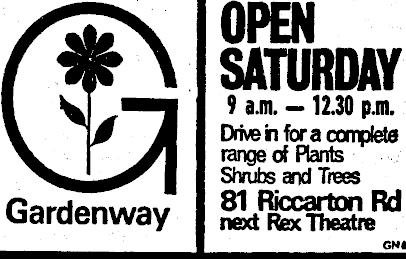 Gardenway
OPEN
SATURDAY
9 a.m. — 12.30 p.m.
Drive in for a complete
range of Plants
Shrubs and Trees
81 Riccarton Rd
next Rex Theatre